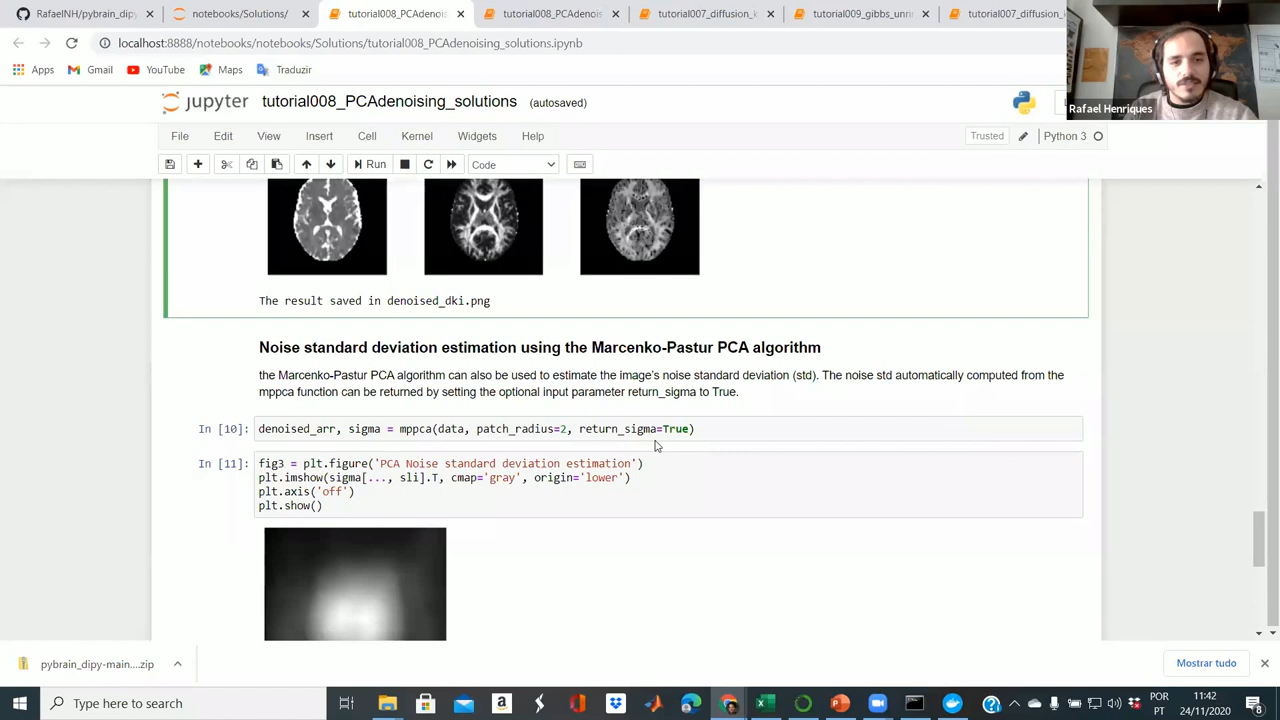 RafaelNH/pybrain_dipy
notebooks/Solutions/
tutorial008_PCAdenois
tutorial008_PCAdenois
tutorial007_diffusion_k
tutorial009_gibbs_unri
tutorial007_diffusion_
localhost:8888/notebooks/notebooks/Solutions/tutorial008_PCAdenoising_solutions.ipynb
Apps
Gmail
YouTube
Maps
Traduzir
Rafael Henriques
jupyter
tutorial008_PCAdenoising_solutions
(autosaved)
File
Edit
View
Insert
Cell
Kernel
Widgets
Help
Trusted
Python 3
Run
Code
The result saved in denoised_dki.png
Noise standard deviation estimation using the Marcenko-Pastur PCA algorithm
the Marcenko-Pastur PCA algorithm can also be used to estimate the image's noise standard deviation (std). The noise std automatically computed from the
mppca function can be returned by setting the optional input parameter return_sigma to True.
In [10]: denoised_arr, sigma = mppca(data, patch_radius=2, return_sigma=True)
In [11]: fig3 = plt.figure('PCA Noise standard deviation estimation')
plt.imshow(sigma[..., sli].T, cmap='gray', origin='lower')
plt.axis('off')
plt.show()
pybrain_dipy-main....zip
Mostrar tudo
Type here to search
POR
PT
11:42
24/11/2020
8